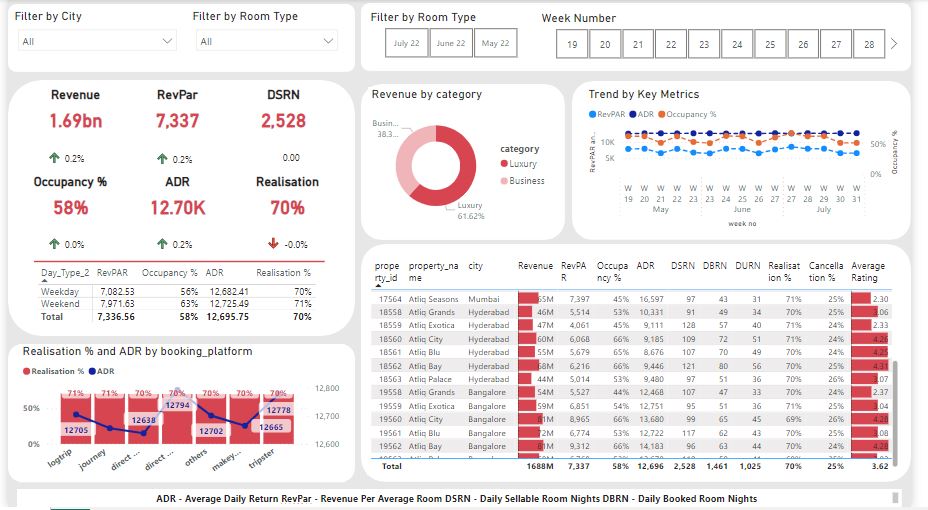 Filter by City
Filter by Room Type
All
All
Filter by Room Type
Week Number
July 22 June 22 May 22
19 20 21 22 23 24 25 26 27 28
Revenue RevPar DSRN
1.69bn 7,337 2,528
0.2% 0.2% 0.00
Occupancy % ADR Realisation
58% 12.70K 70%
0.0% 0.2% -0.0%
Day_Type_2 RevPAR Occupancy % ADR Realisation %
Weekday 7,082.53 56% 12,682.41 70%
Weekend 7,971.63 63% 12,725.49 71%
Total 7,336.56 58% 12,695.75 70%
Revenue by category
Busin...
38.3...
category
Luxury
Business
Luxury
61.62%
Trend by Key Metrics
RevPAR ADR Occupancy %
RevPAR an...
10K
5K
50%
0%
Occupancy %
W W W W W W W W W W W W W
19 20 21 22 23 24 25 26 27 28 29 30 31
May June July
week no
Realisation % and ADR by booking_platform
Realisation % ADR
50%
0%
71% 71% 70% 70% 70% 70% 70%
12705 12638 12794 12702 12665 12778
12,800
12,700
12,600
logtrip journey direct ... direct ... others makey... tripster
prope
rty_id
property_na
me
city
Revenue
RevPA
R
Occupa
ncy %
ADR
DSRN
DBRN
DURN
Realisat
ion %
Cancella
tion %
Average
Rating
17564 Atliq Seasons Mumbai 65M 7,397 45% 16,597 97 43 31 71% 25% 2.30
18558 Atliq Grands Hyderabad 46M 5,514 53% 10,331 91 49 34 70% 25% 3.06
18559 Atliq Exotica Hyderabad 47M 4,061 45% 9,111 128 57 40 71% 24% 2.33
18560 Atliq City Hyderabad 60M 6,068 66% 9,185 109 72 51 71% 24% 4.26
18561 Atliq Blu Hyderabad 55M 5,679 65% 8,676 107 70 49 70% 24% 4.25
18562 Atliq Bay Hyderabad 68M 6,216 66% 9,446 121 80 56 70% 25% 4.31
18563 Atliq Palace Hyderabad 44M 5,014 53% 9,480 97 51 36 70% 26% 3.07
19558 Atliq Grands Bangalore 54M 5,527 44% 12,468 107 47 33 70% 24% 2.37
19559 Atliq Exotica Bangalore 59M 6,851 54% 12,751 95 51 36 71% 25% 3.04
19560 Atliq City Bangalore 81M 8,965 66% 13,680 99 65 45 69% 26% 4.28
19561 Atliq Blu Bangalore 72M 6,774 53% 12,722 117 62 43 70% 25% 3.08
19562 Atliq Bay Bangalore 81M 9,312 66% 14,183 96 63 44 70% 24% 4.28
Total 1688M 7,337 58% 12,696 2,528 1,461 1,025 70% 25% 3.62
ADR - Average Daily Return RevPar - Revenue Per Average Room DSRN - Daily Sellable Room Nights DBRN - Daily Booked Room Nights